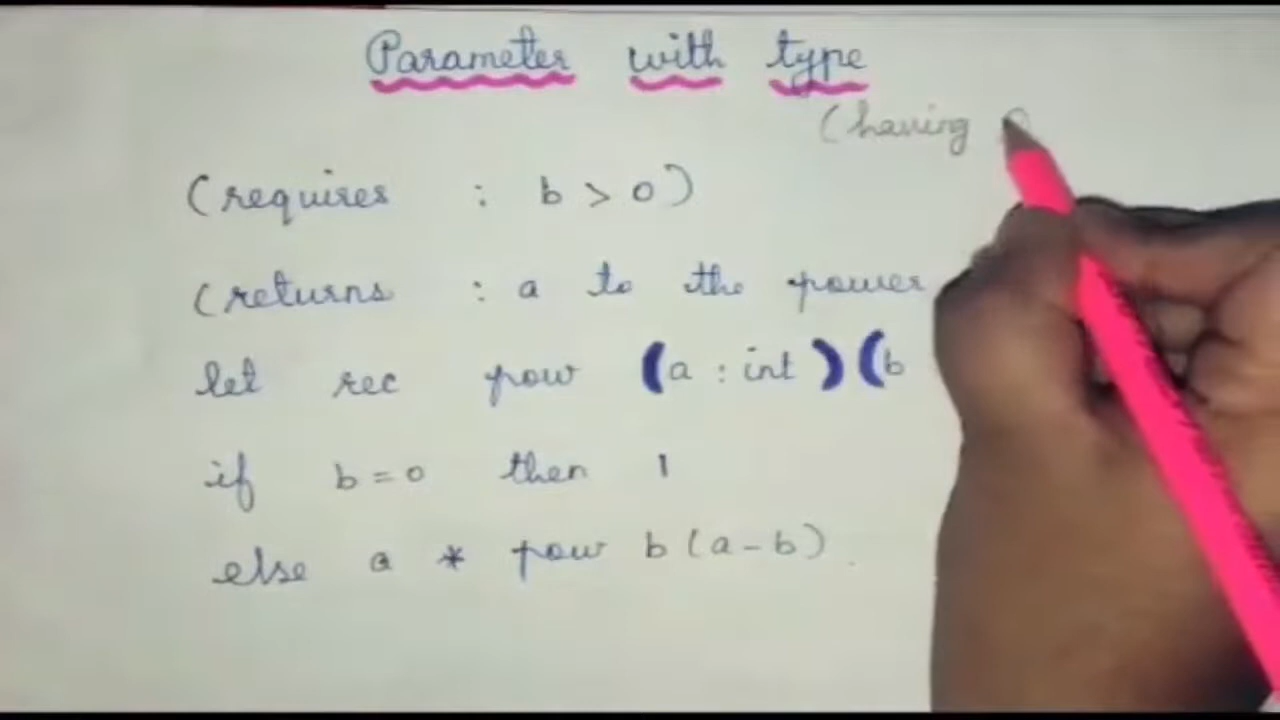 Parameter with type
(having
(requires : b > 0)
(returns : a to the power
let rec pow (a : int) (b
if b = 0 then 1
else a * pow b (a - b)